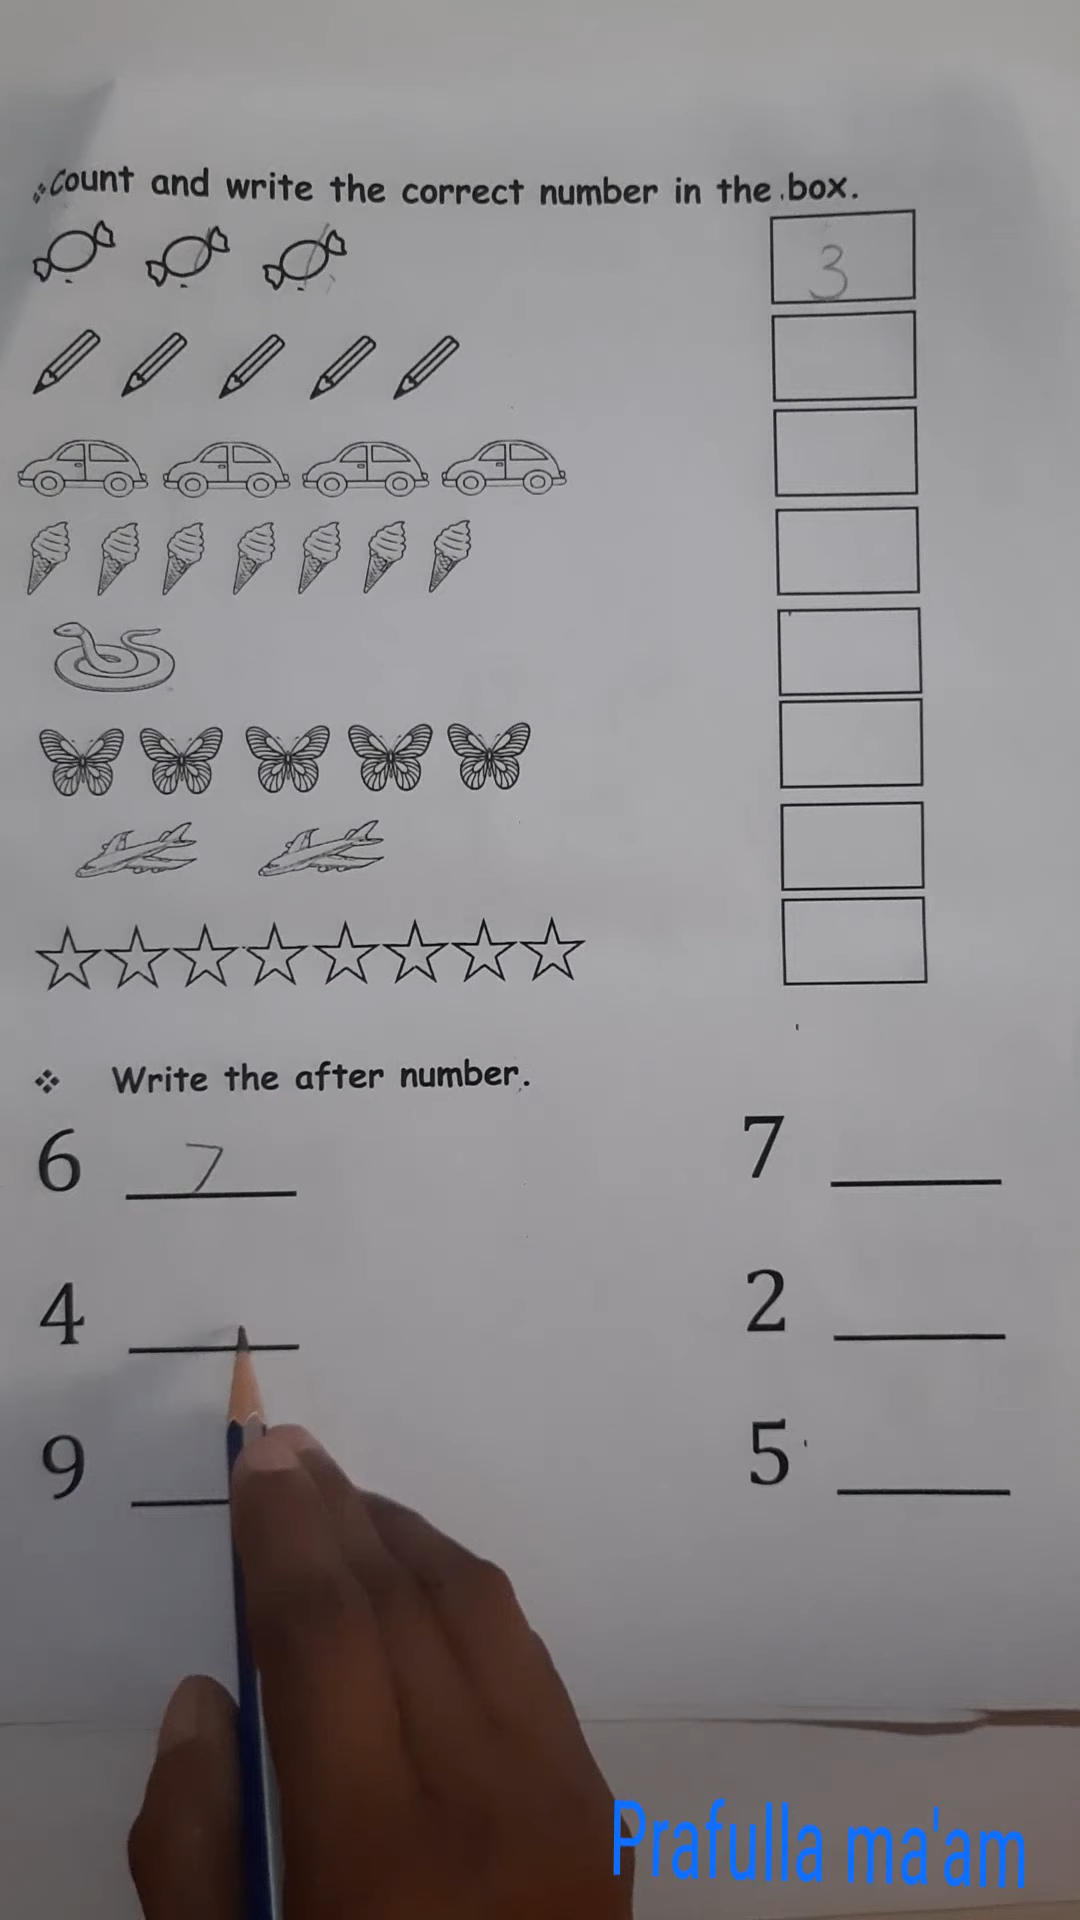 Count and write the correct number in the box.
3
Write the after number.
6 7 7
4 2
9 5
Prafulla ma'am